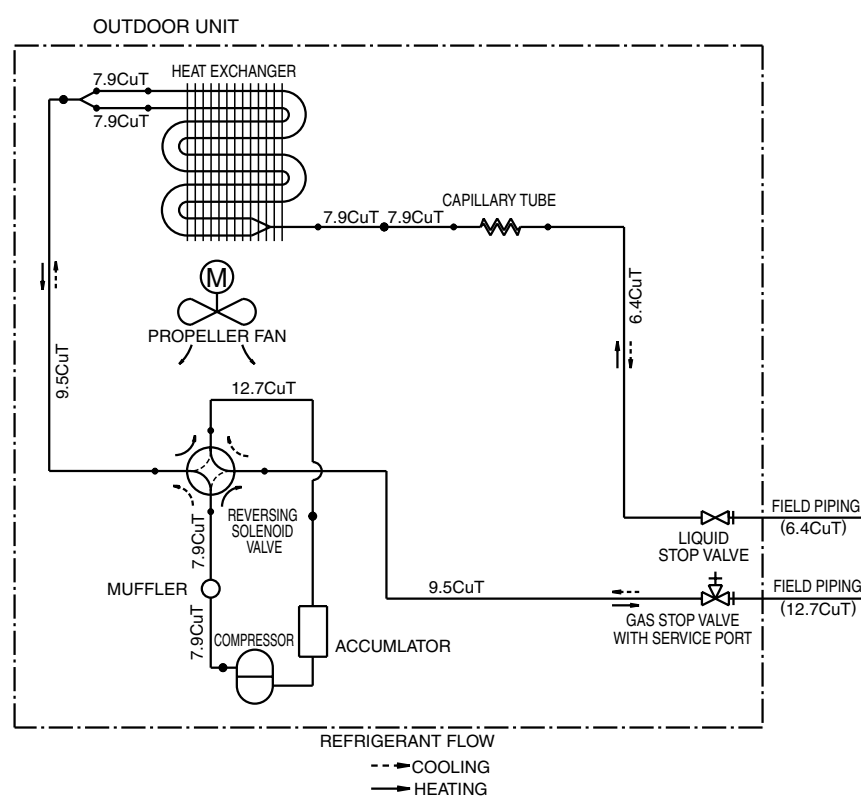 OUTDOOR UNIT
HEAT EXCHANGER
7.9CuT
7.9CuT
CAPILLARY TUBE
7.9CuT
7.9CuT
6.4CuT
M
PROPELLER FAN
9.5CuT
12.7CuT
REVERSING
SOLENOID
VALVE
7.9CuT
FIELD PIPING
(6.4CuT)
LIQUID
STOP VALVE
MUFFLER
9.5CuT
FIELD PIPING
(12.7CuT)
7.9CuT
COMPRESSOR
ACCUMLATOR
GAS STOP VALVE
WITH SERVICE PORT
REFRIGERANT FLOW
COOLING
HEATING